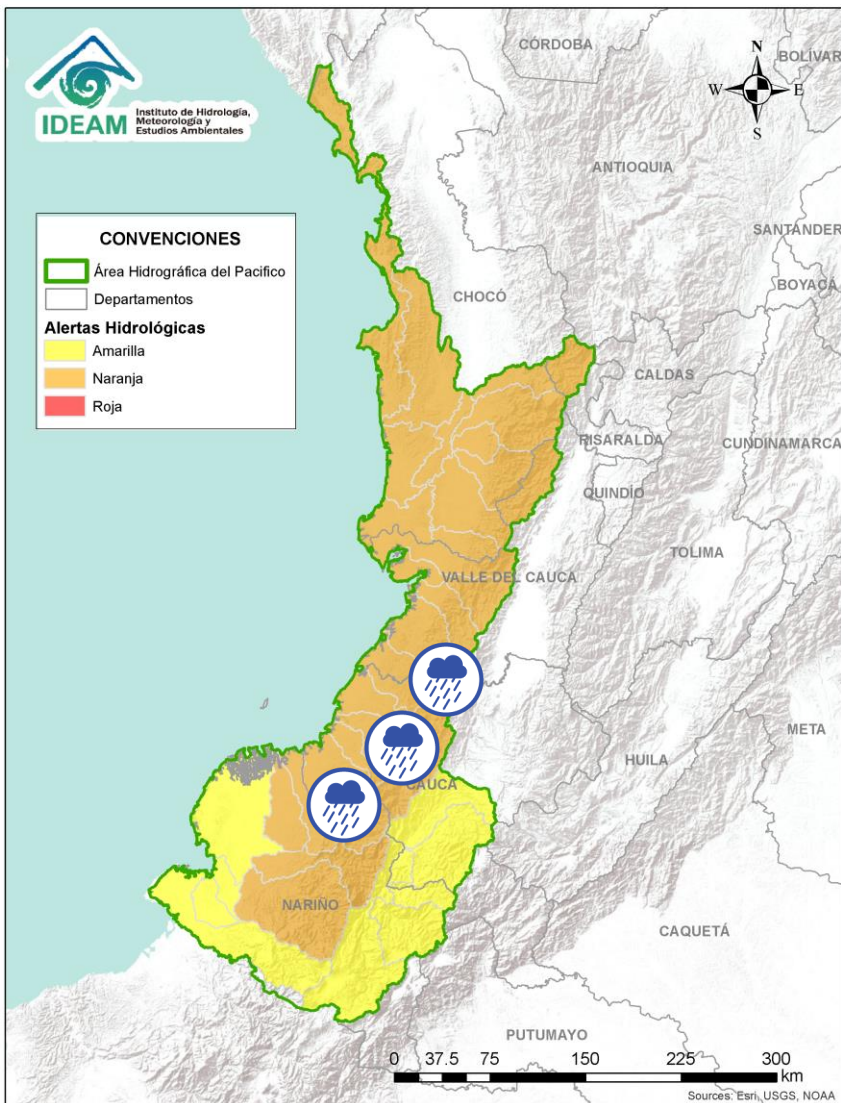 IDEAM
Instituto de Hidrología,
Meteorología y
Estudios Ambientales
N
W
E
S
CONVENCIONES
Área Hidrográfica del Pacifico
Departamentos
Alertas Hidrológicas
Amarilla
Naranja
Roja
CÓRDOBA
BOLÍVAR
ANTIOQUIA
SANTANDER
BOYACÁ
CHOCÓ
CALDAS
RISARALDA
CUNDINAMARCA
QUINDÍO
TOLIMA
VALLE DEL CAUCA
META
HUILA
CAUCA
NARIÑO
CAQUETÁ
PUTUMAYO
0 37.5 75 150 225 300
km
Sources: Esri, USGS, NOAA